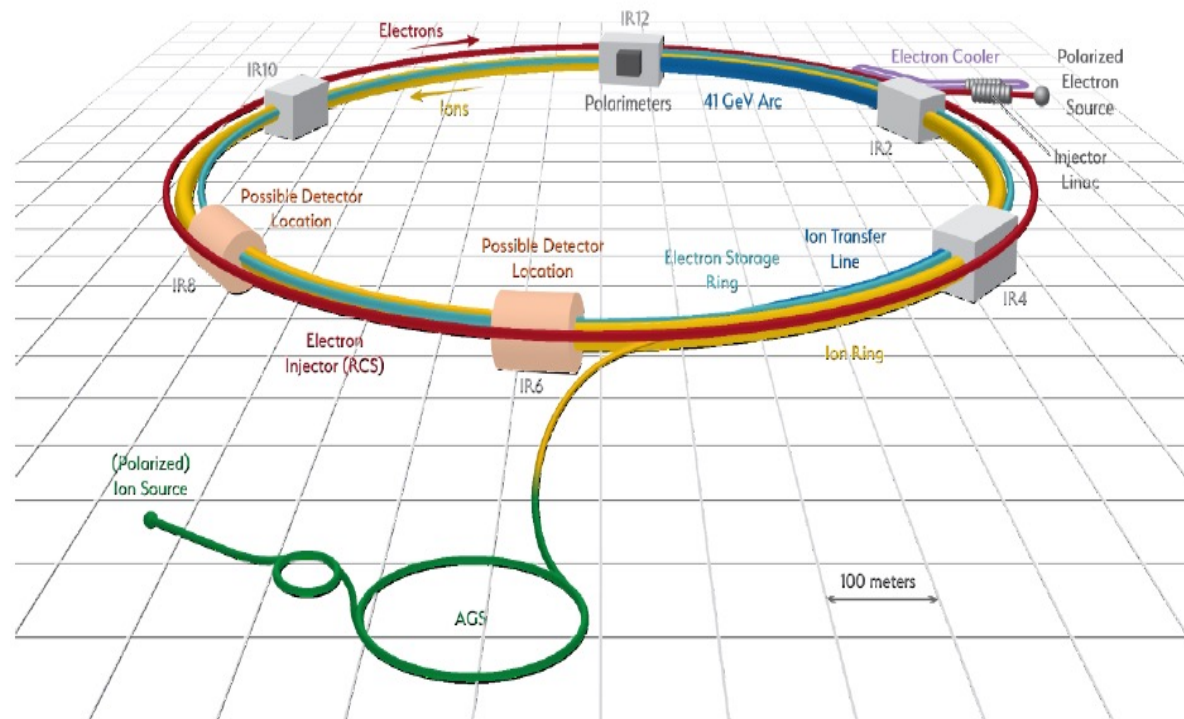 IR12
Electrons
Electron Cooler
Polarized
Electron
Source
IR10
Polarimeters
41 GeV Arc
Ions
IR2
Injector
Linac
Possible Detector
Location
Possible Detector
Location
Electron Storage
Ring
Ion Transfer
Line
IR8
IR4
Electron
Injector (RCS)
Ion Ring
IR6
(Polarized)
Ion Source
100 meters
AGS